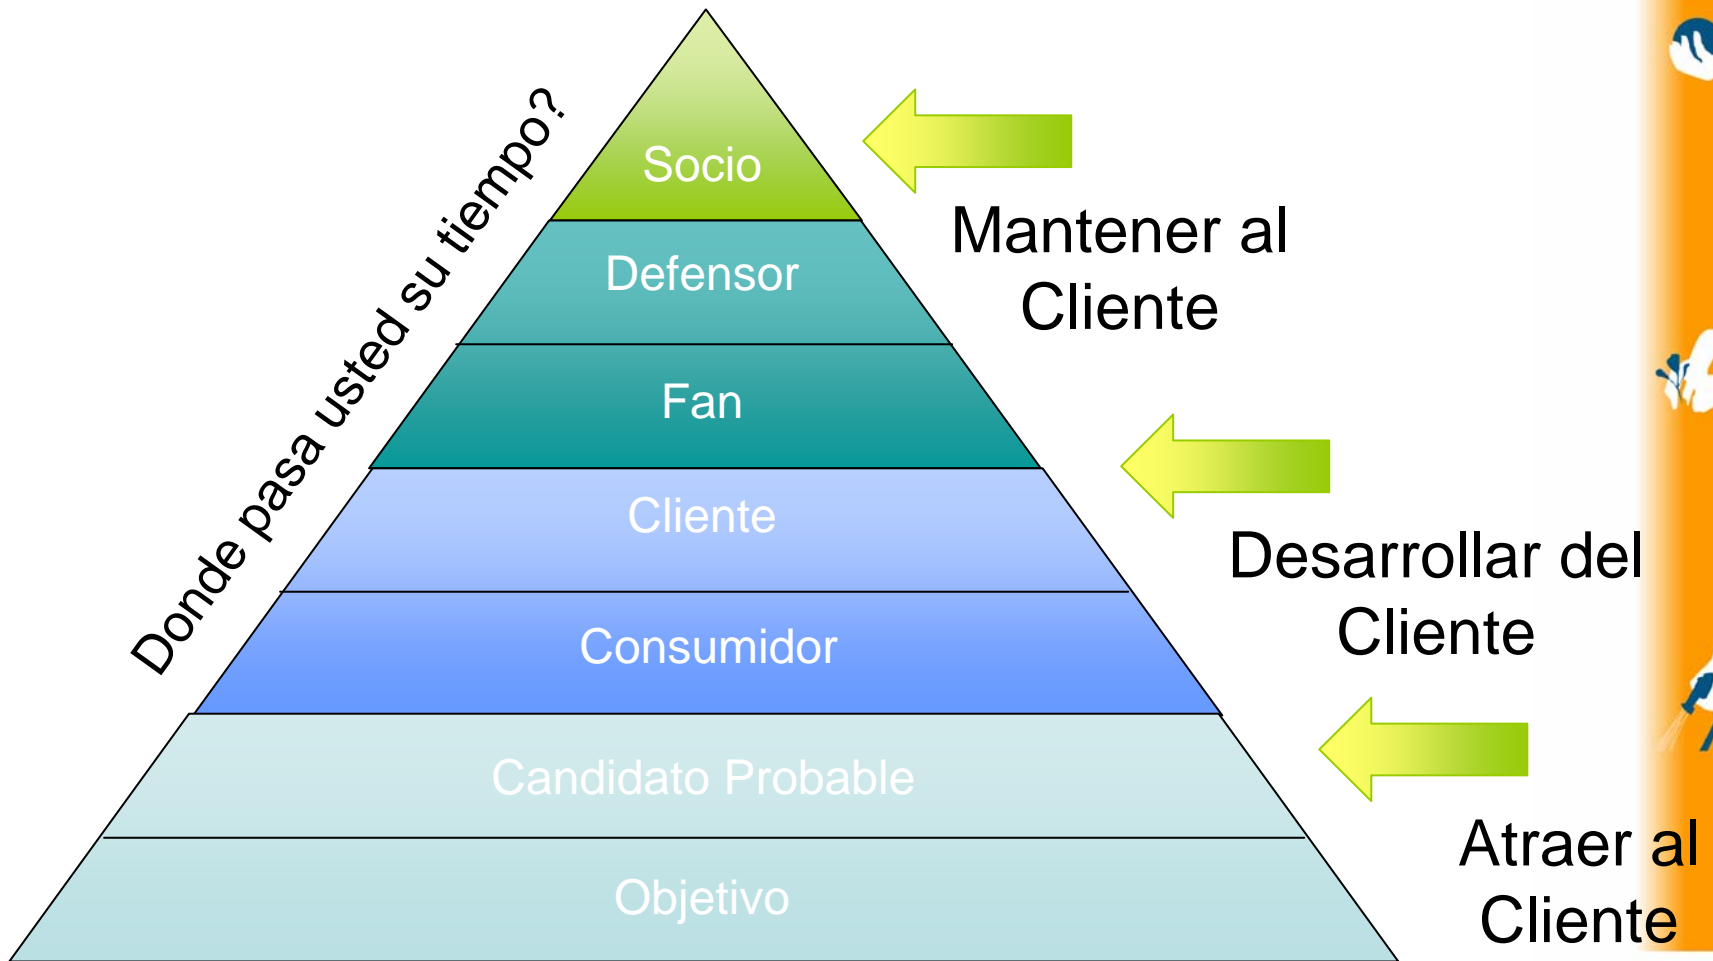 Donde pasa usted su tiempo?
Socio
Defensor
Fan
Cliente
Consumidor
Candidato Probable
Objetivo
Mantener al
Cliente
Desarrollar del
Cliente
Atraer al
Cliente